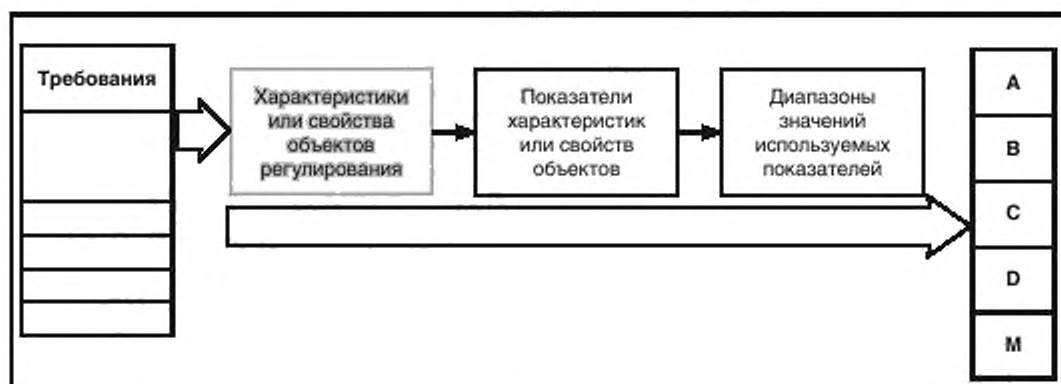 Требования
Характеристики
или свойства
объектов
регулирования
Показатели
характеристик
или свойств
объектов
Диапазоны
значений
используемых
показателей
A
B
C
D
M